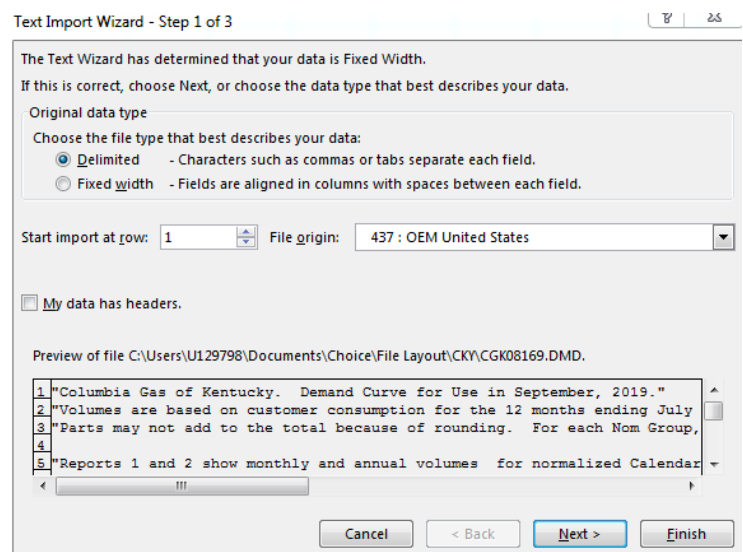 Text Import Wizard - Step 1 of 3
The Text Wizard has determined that your data is Fixed Width.
If this is correct, choose Next, or choose the data type that best describes your data.
Original data type
Choose the file type that best describes your data:
Delimited - Characters such as commas or tabs separate each field.
Fixed width - Fields are aligned in columns with spaces between each field.
Start import at row: 1 File origin: 437 : OEM United States
My data has headers.
Preview of file C:\Users\U129798\Documents\Choice\File Layout\CKY\CGK08169.DMD.
1 "Columbia Gas of Kentucky.  Demand Curve for Use in September, 2019."
2 "Volumes are based on customer consumption for the 12 months ending July
3 "Parts may not add to the total because of rounding.  For each Nom Group,
4
5 "Reports 1 and 2 show monthly and annual volumes  for normalized Calendar
Cancel < Back Next > Finish